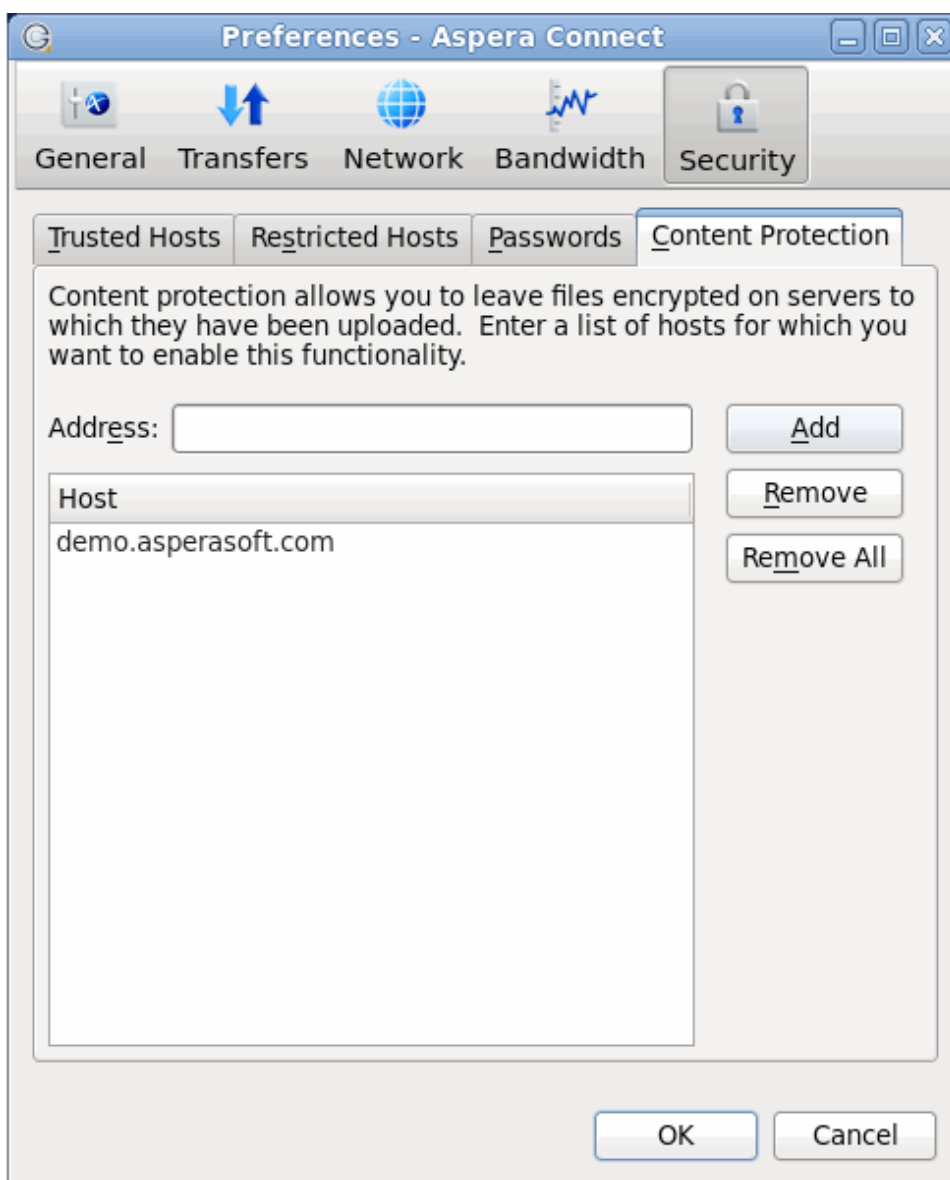 Preferences - Aspera Connect
General Transfers Network Bandwidth Security
Trusted Hosts Restricted Hosts Passwords Content Protection
Content protection allows you to leave files encrypted on servers to
which they have been uploaded.  Enter a list of hosts for which you
want to enable this functionality.
Address: Add
Host Remove
demo.asperasoft.com Remove All
OK Cancel